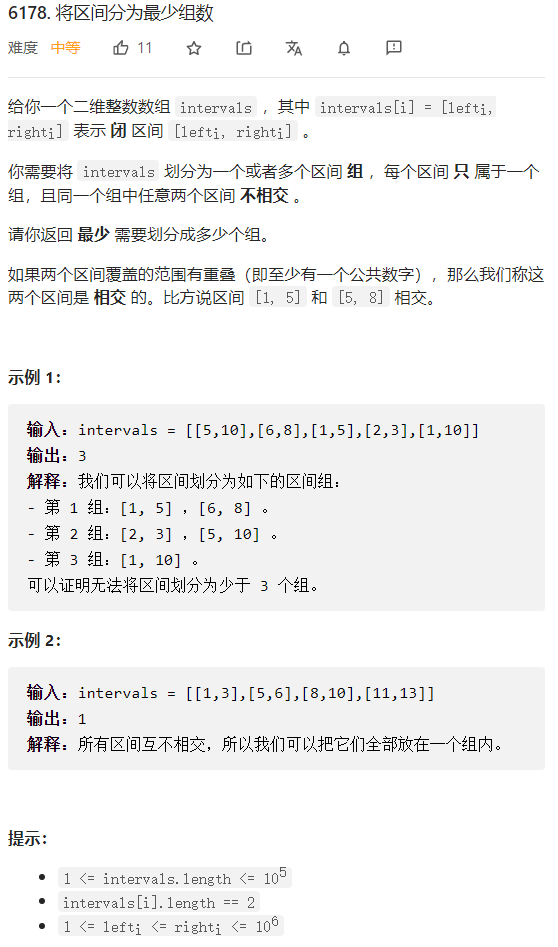 6178. 将区间分为最少组数
难度 中等 11
给你一个二维整数数组 intervals ，其中 intervals[i] = [lefti,
righti] 表示 闭 区间 [lefti, righti] 。
你需要将 intervals 划分为一个或者多个区间 组 ，每个区间 只 属于一个
组，且同一个组中任意两个区间 不相交 。
请你返回 最少 需要划分成多少个组。
如果两个区间覆盖的范围有重叠（即至少有一个公共数字），那么我们称这
两个区间是 相交 的。比方说区间 [1, 5] 和 [5, 8] 相交。
示例 1：
输入：intervals = [[5,10],[6,8],[1,5],[2,3],[1,10]]
输出：3
解释：我们可以将区间划分为如下的区间组：
- 第 1 组：[1, 5] ，[6, 8] 。
- 第 2 组：[2, 3] ，[5, 10] 。
- 第 3 组：[1, 10] 。
可以证明无法将区间划分为少于 3 个组。
示例 2：
输入：intervals = [[1,3],[5,6],[8,10],[11,13]]
输出：1
解释：所有区间互不相交，所以我们可以把它们全部放在一个组内。
提示：
1 <= intervals.length <= 10^5
intervals[i].length == 2
1 <= lefti <= righti <= 10^6